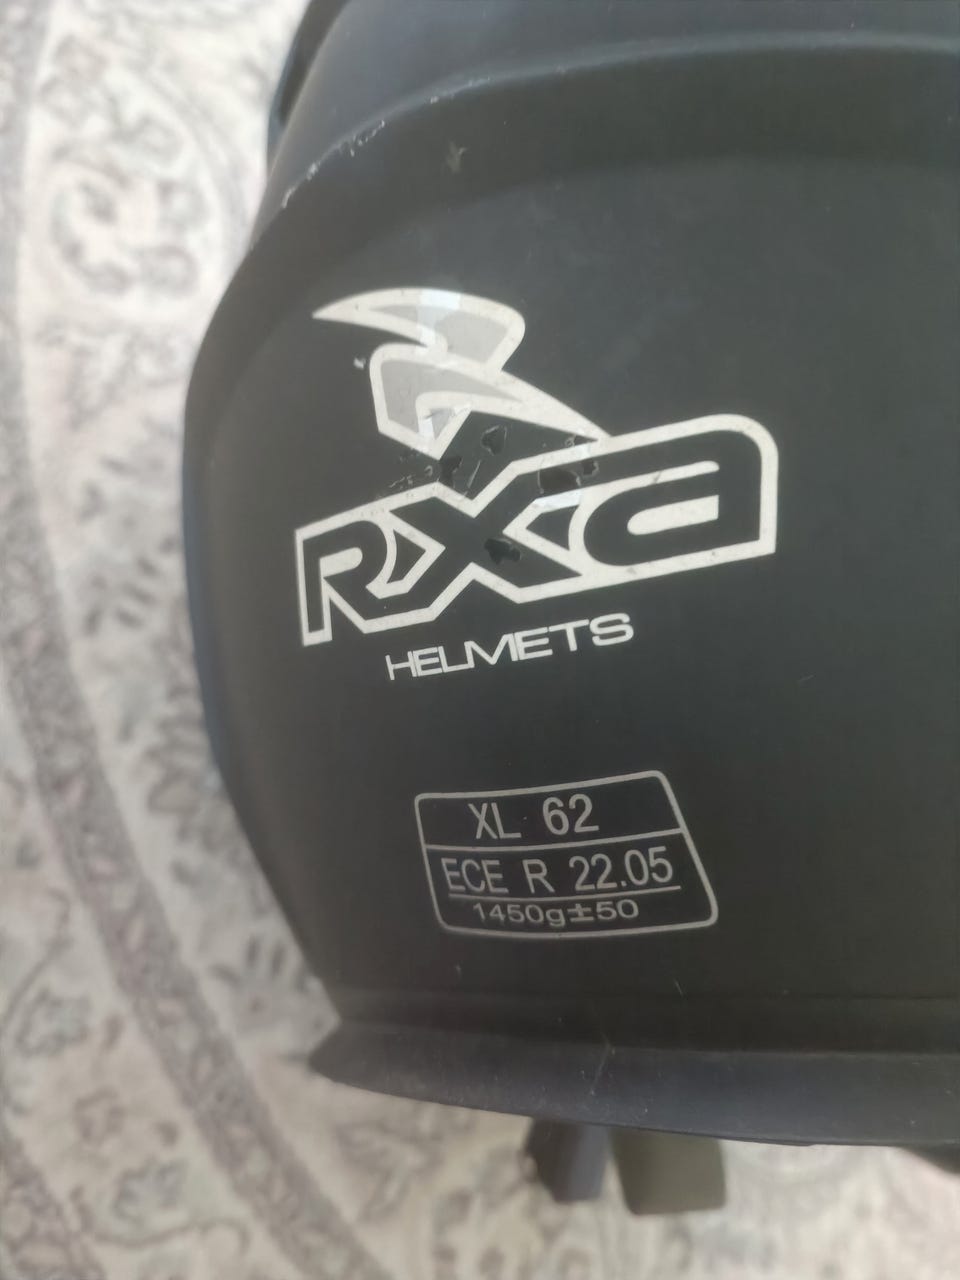 RXa
HELMETS
XL 62
ECE R 22.05
1450g±50